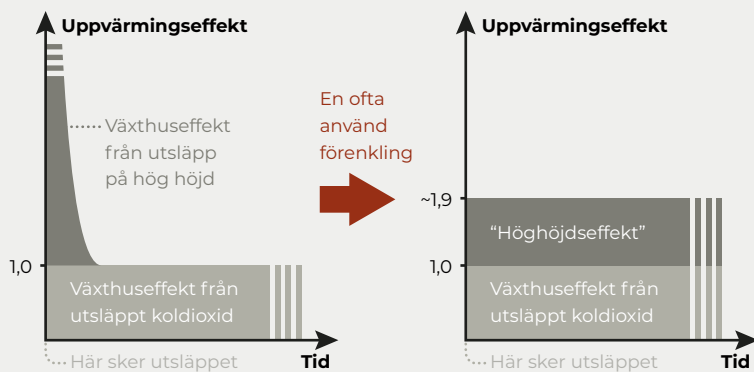 Uppvärmingseffekt
Växthuseffekt
från utsläpp
på hög höjd
1,0
Växthuseffekt från
utsläppt koldioxid
Här sker utsläppet
Tid
En ofta
använd
förenkling
Uppvärmingseffekt
~1,9
“Höghöjdseffekt”
1,0
Växthuseffekt från
utsläppt koldioxid
Här sker utsläppet
Tid